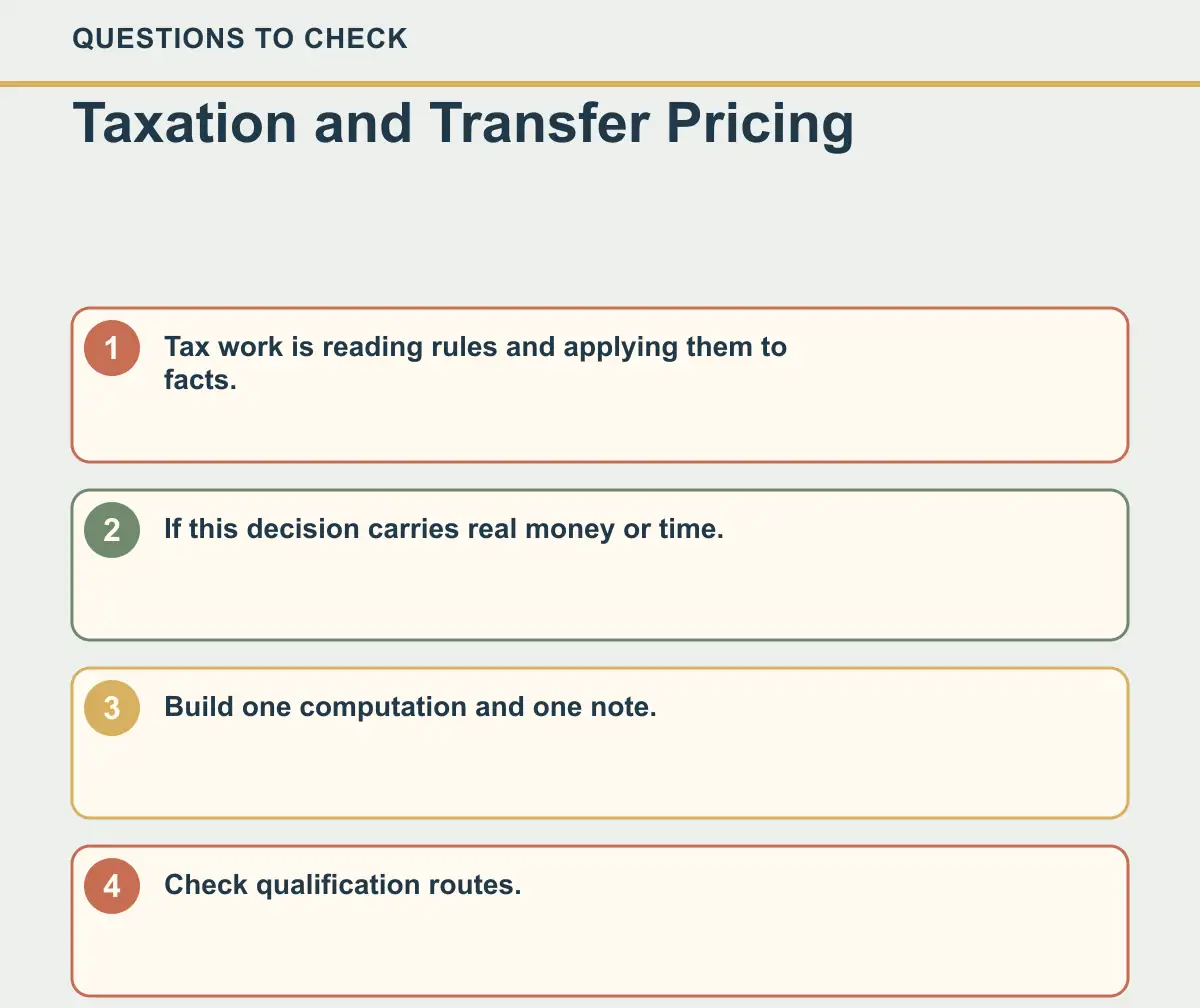 QUESTIONS TO CHECK
Taxation and Transfer Pricing
1
Tax work is reading rules and applying them to
facts.
2
If this decision carries real money or time.
3
Build one computation and one note.
4
Check qualification routes.